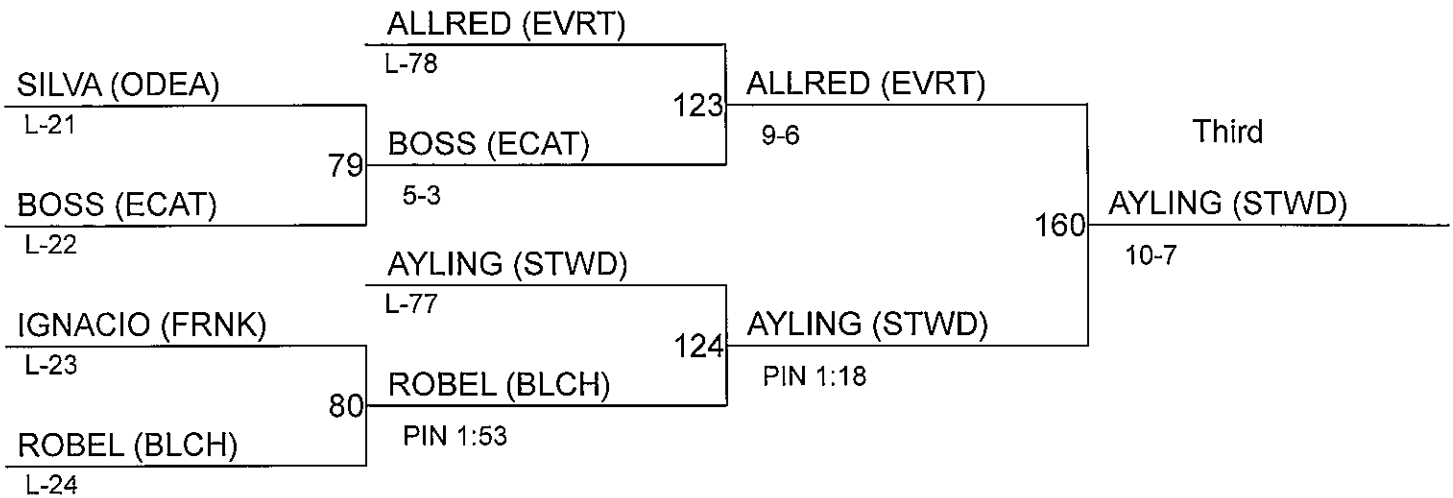 ALLRED (EVRT)
L-78
SILVA (ODEA)
L-21
123
ALLRED (EVRT)
9-6
Third
79
BOSS (ECAT)
5-3
BOSS (ECAT)
L-22
160
AYLING (STWD)
10-7
AYLING (STWD)
L-77
IGNACIO (FRNK)
L-23
124
AYLING (STWD)
PIN 1:18
80
ROBEL (BLCH)
PIN 1:53
ROBEL (BLCH)
L-24